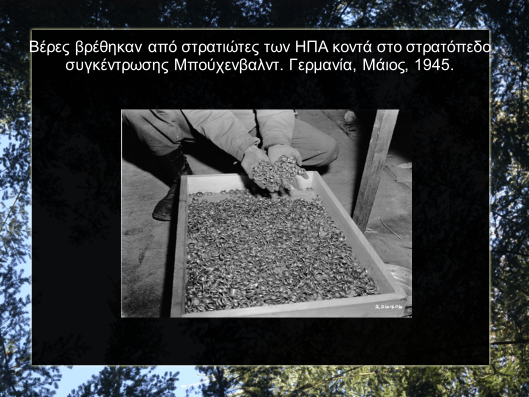 Βέρες βρέθηκαν από στρατιώτες των ΗΠΑ κοντά στο στρατόπεδο
συγκέντρωσης Μπούχενβαλντ. Γερμανία, Μάιος, 1945.